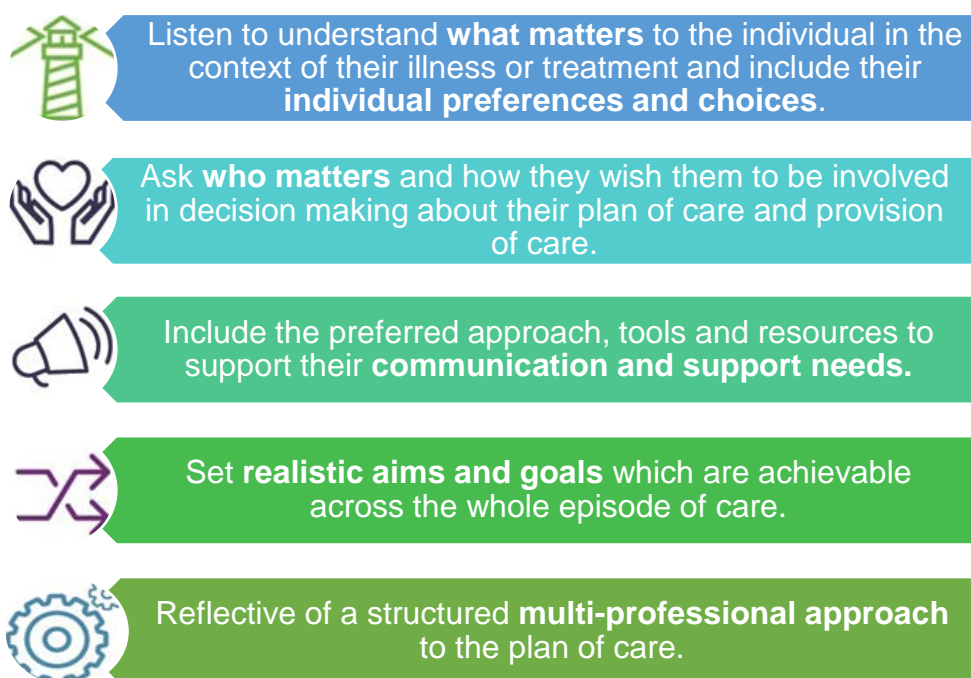 Listen to understand what matters to the individual in the
context of their illness or treatment and include their
individual preferences and choices.
Ask who matters and how they wish them to be involved
in decision making about their plan of care and provision
of care.
Include the preferred approach, tools and resources to
support their communication and support needs.
Set realistic aims and goals which are achievable
across the whole episode of care.
Reflective of a structured multi-professional approach
to the plan of care.